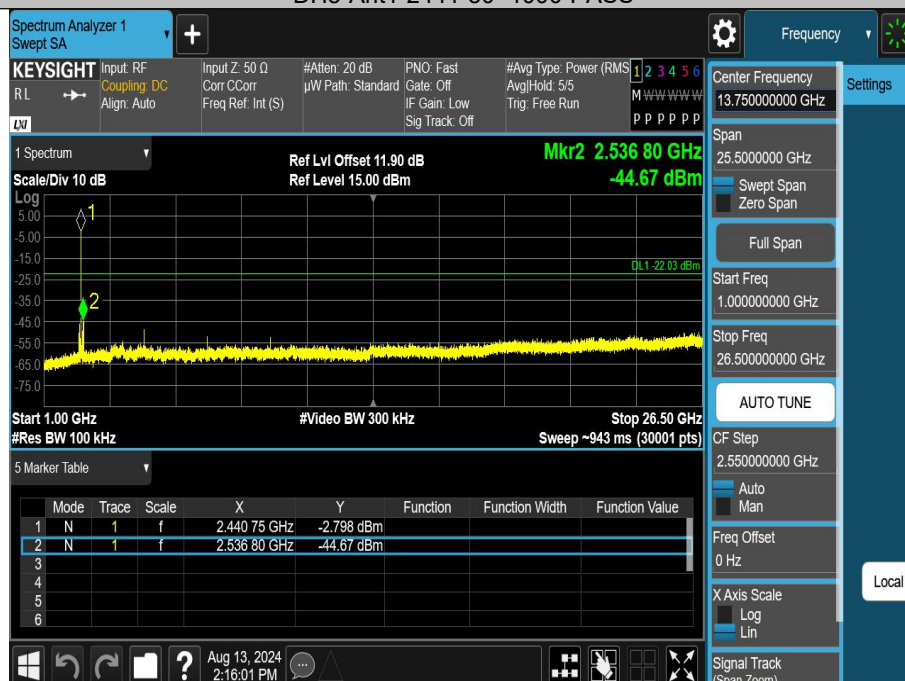 Spectrum Analyzer 1
Swept SA
+
Frequency
KEYSIGHT Input: RF Input Z: 50 Ω #Atten: 20 dB PNO: Fast #Avg Type: Power (RMS 1 2 3 4 5 6
RL Coupling: DC Corr CCorr µW Path: Standard Gate: Off Avg|Hold: 5/5 M W W W W W
Align: Auto Freq Ref: Int (S) IF Gain: Low Trig: Free Run
LXI Sig Track: Off P P P P P P
Center Frequency
13.750000000 GHz
Settings
1 Spectrum
Scale/Div 10 dB
Ref Lvl Offset 11.90 dB
Ref Level 15.00 dBm
Mkr2 2.536 80 GHz
-44.67 dBm
Span
25.5000000 GHz
Swept Span
Zero Span
Full Span
Start Freq
1.000000000 GHz
Stop Freq
26.500000000 GHz
AUTO TUNE
CF Step
2.550000000 GHz
Auto
Man
Freq Offset
0 Hz
X Axis Scale
Log
Lin
Signal Track
(Span Zoom)
Local
Log
5.00
-5.00
-15.0
-25.0
-35.0
-45.0
-55.0
-65.0
-75.0
1
2
DL1 -22.03 dBm
Start 1.00 GHz #Video BW 300 kHz Stop 26.50 GHz
#Res BW 100 kHz Sweep ~943 ms (30001 pts)
5 Marker Table
Mode Trace Scale X Y Function Function Width Function Value
1 N 1 f 2.440 75 GHz -2.798 dBm
2 N 1 f 2.536 80 GHz -44.67 dBm
3
4
5
6
?
Aug 13, 2024
2:16:01 PM